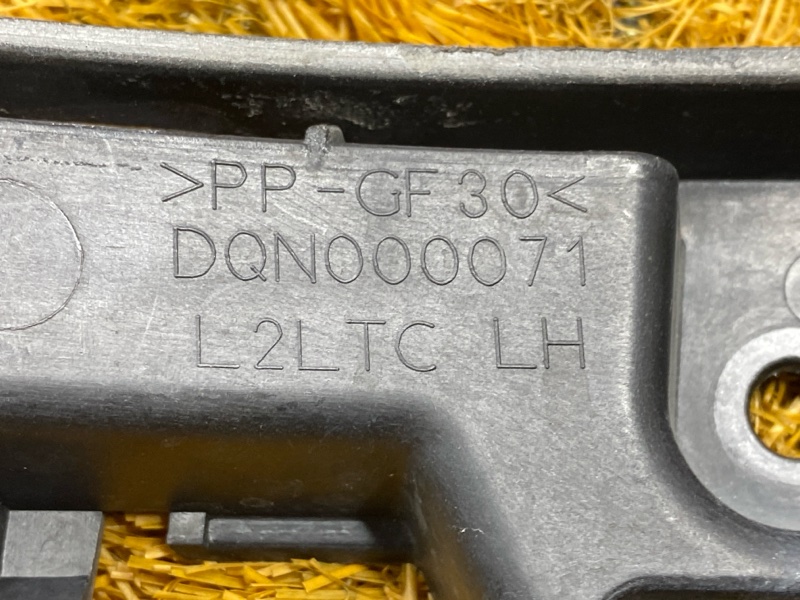 >PP-GF30<
DQN000071
L2LTC LH